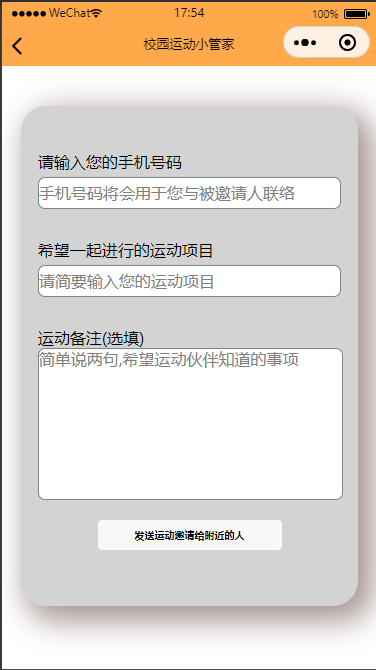 WeChat 17:54 100%
校园运动小管家
请输入您的手机号码
手机号码将会用于您与被邀请人联络
希望一起进行的运动项目
请简要输入您的运动项目
运动备注(选填)
简单说两句,希望运动伙伴知道的事项
发送运动邀请给附近的人